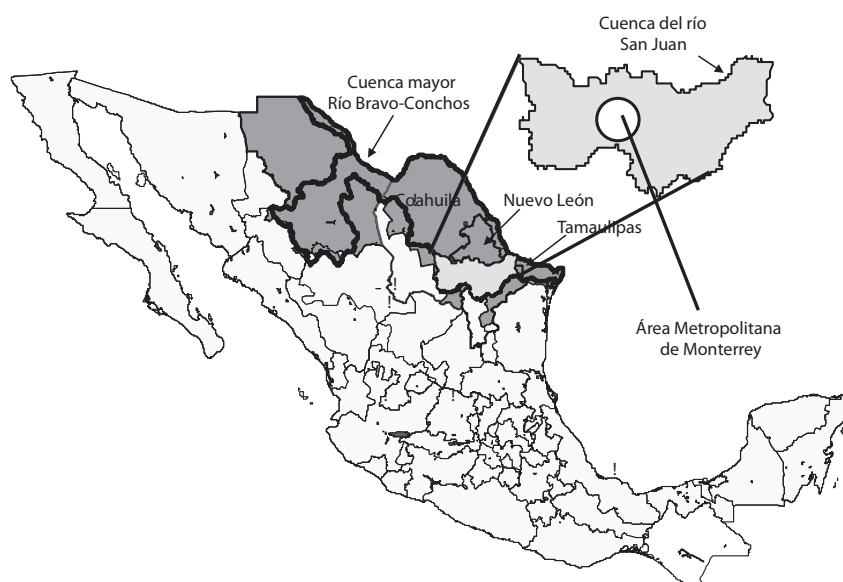 Cuenca del río
San Juan
Cuenca mayor
Río Bravo-Conchos
Coahuila
Nuevo León
Tamaulipas
Área Metropolitana
de Monterrey